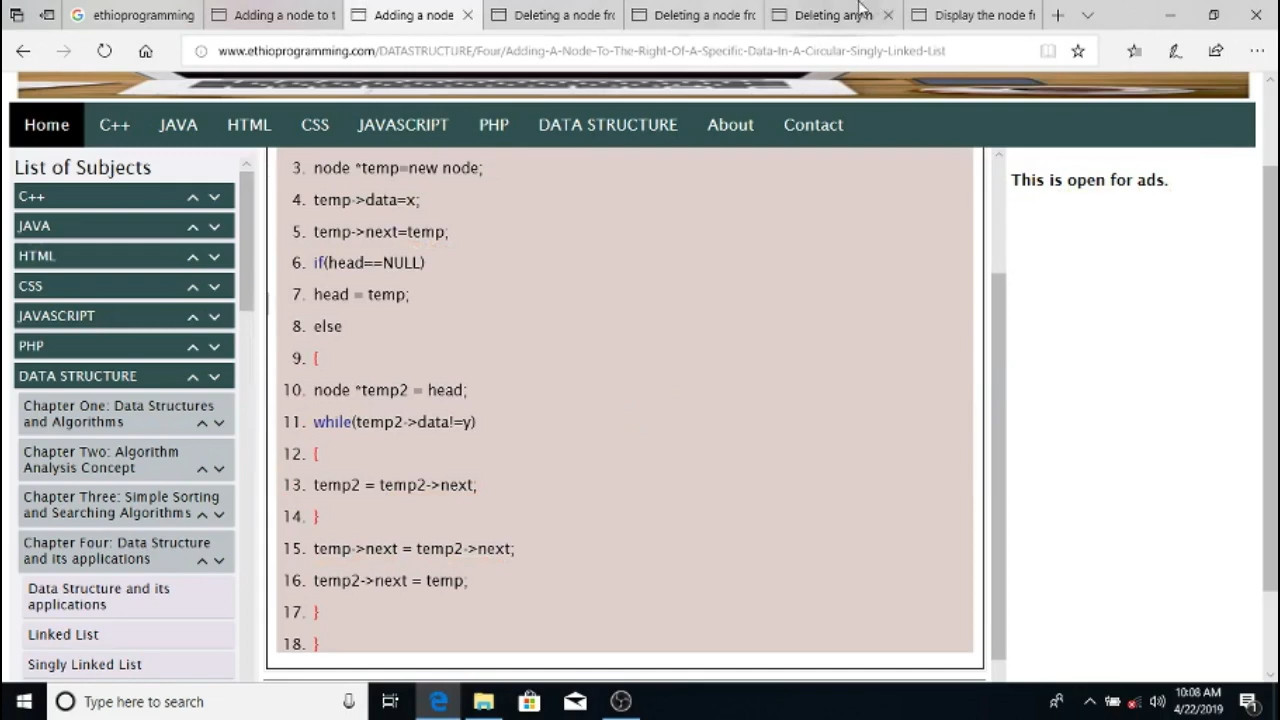 ethioprogramming
Adding a node to t
Adding a node
Deleting a node fro
Deleting a node fro
Deleting any n
Display the node fr
www.ethioprogramming.com/DATASTRUCTURE/Four/Adding-A-Node-To-The-Right-Of-A-Specific-Data-In-A-Circular-Singly-Linked-List
Home C++ JAVA HTML CSS JAVASCRIPT PHP DATA STRUCTURE About Contact
List of Subjects
C++
JAVA
HTML
CSS
JAVASCRIPT
PHP
DATA STRUCTURE
Chapter One: Data Structures
and Algorithms
Chapter Two: Algorithm
Analysis Concept
Chapter Three: Simple Sorting
and Searching Algorithms
Chapter Four: Data Structure
and its applications
Data Structure and its
applications
Linked List
Singly Linked List
3. node *temp=new node;
4. temp->data=x;
5. temp->next=temp;
6. if(head==NULL)
7. head = temp;
8. else
9. {
10. node *temp2 = head;
11. while(temp2->data!=y)
12. {
13. temp2 = temp2->next;
14. }
15. temp->next = temp2->next;
16. temp2->next = temp;
17. }
18. }
This is open for ads.
Type here to search
10:08 AM
4/22/2019